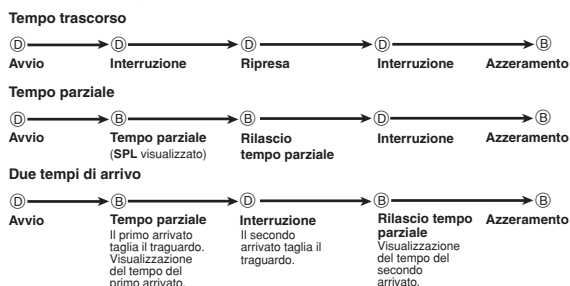 Tempo trascorso
Ⓓ Ⓓ Ⓓ Ⓓ Ⓑ
Avvio Interruzione Ripresa Interruzione Azzeramento
Tempo parziale
Ⓓ Ⓑ Ⓑ Ⓓ Ⓑ
Avvio Tempo parziale Rilascio Interruzione Azzeramento
(SPL visualizzato) tempo parziale
Due tempi di arrivo
Ⓓ Ⓑ Ⓓ Ⓑ Ⓑ
Avvio Tempo parziale Interruzione Rilascio tempo Azzeramento
Il primo arrivato Il secondo parziale
taglia il traguardo. arrivato taglia il Visualizzazione
Visualizzazione traguardo. del tempo del
del tempo del secondo
primo arrivato. arrivato.